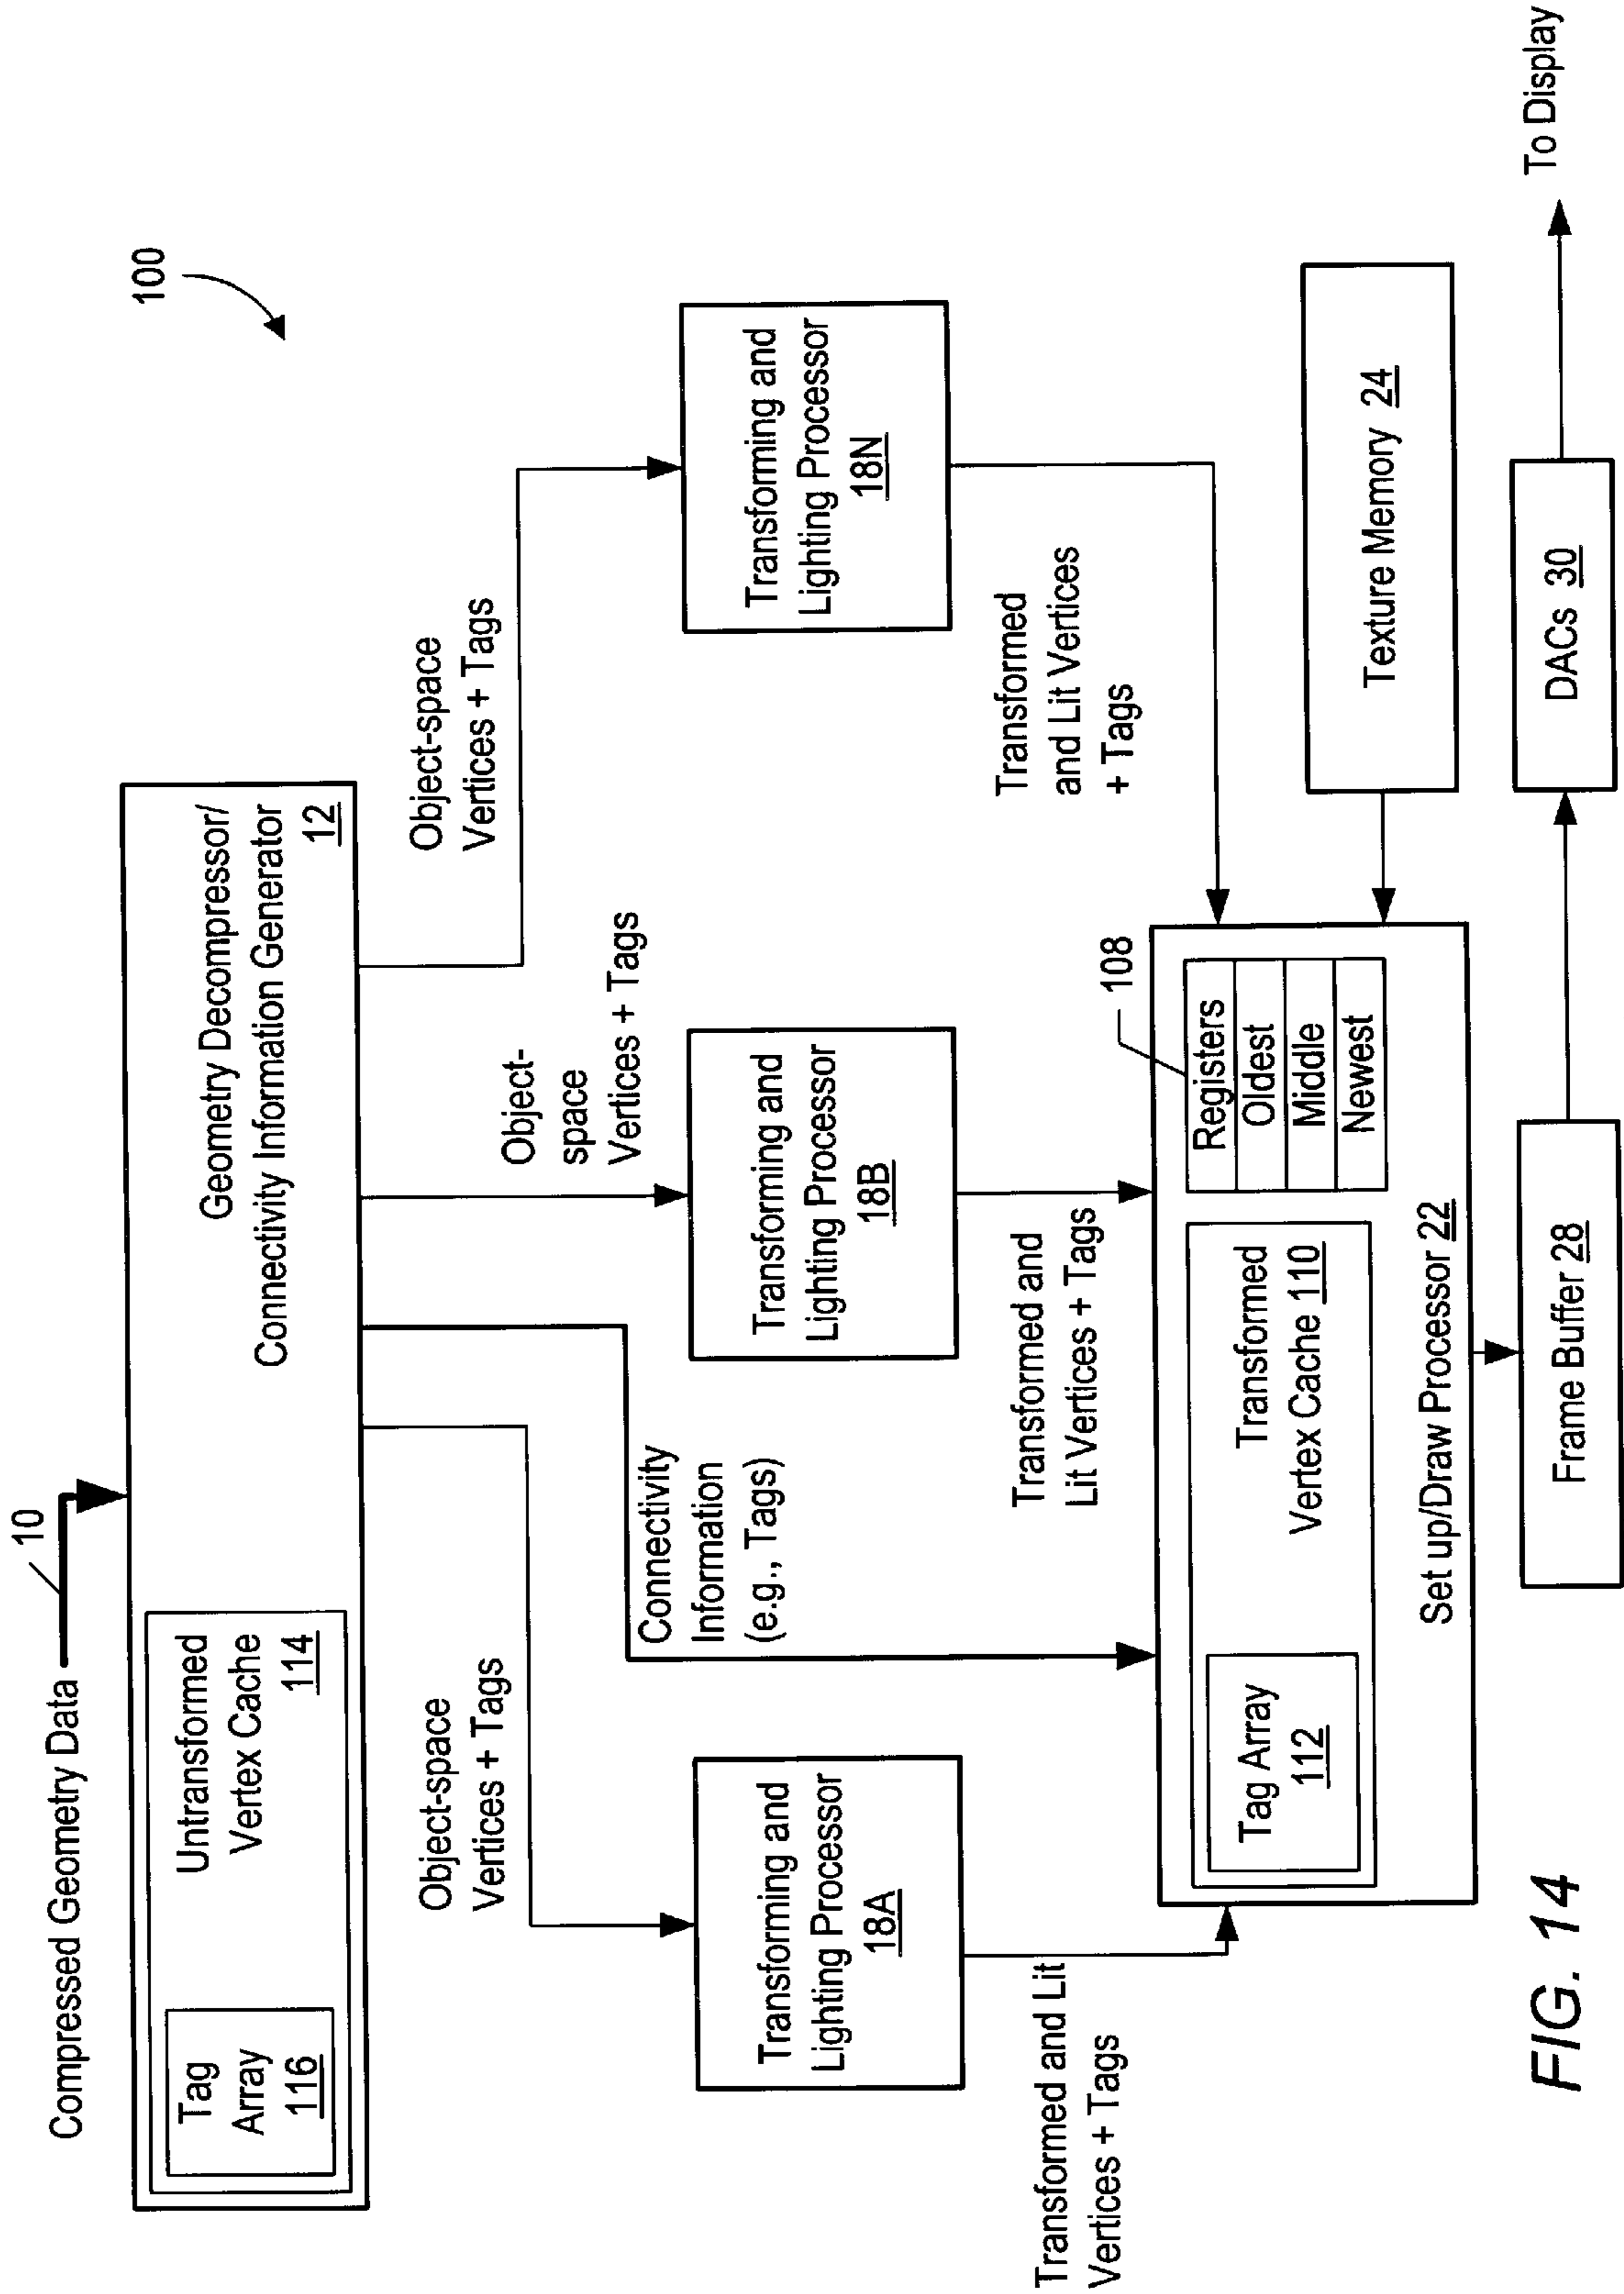 Compressed Geometry Data
10
100
Tag
Array
116
Untransformed
Vertex Cache
114
Geometry Decompressor/
Connectivity Information Generator
12
Object-space
Vertices + Tags
Connectivity
Information
(e.g., Tags)
Object-
space
Vertices + Tags
Object-space
Vertices + Tags
Transforming and
Lighting Processor
18A
Transforming and
Lighting Processor
18B
Transforming and
Lighting Processor
18N
Transformed and Lit
Vertices + Tags
Transformed and
Lit Vertices + Tags
Transformed
and Lit Vertices
+ Tags
108
Tag Array
112
Transformed
Vertex Cache 110
Registers
Oldest
Middle
Newest
Set up/Draw Processor 22
Texture Memory 24
Frame Buffer 28
DACs 30
To Display
FIG. 14